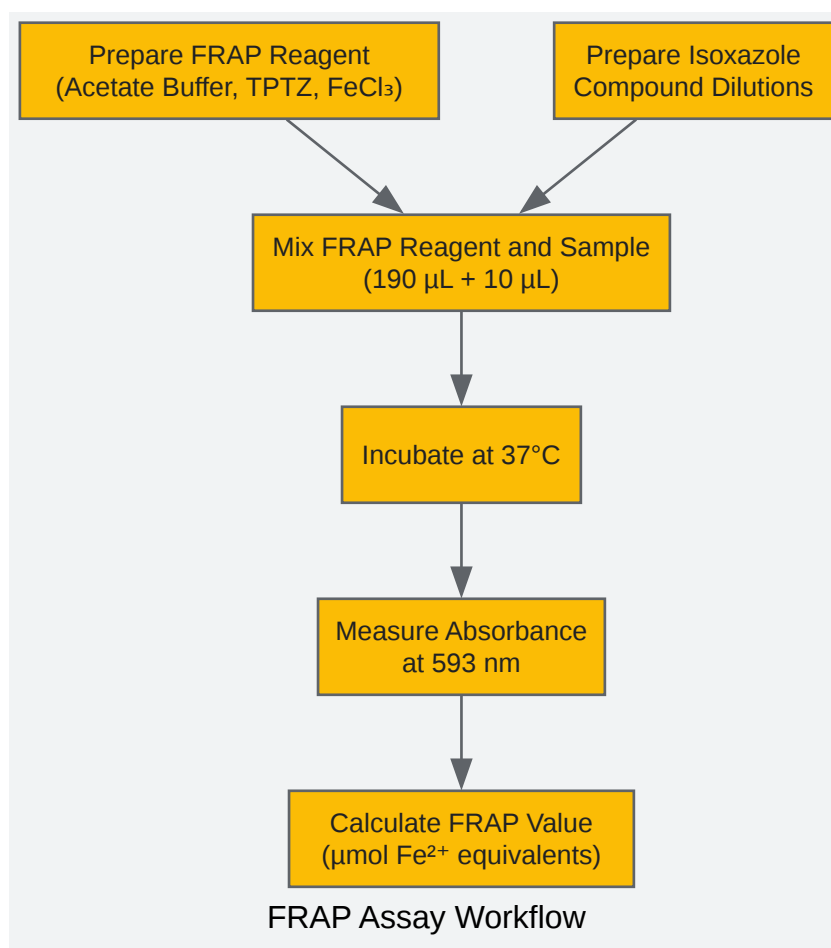 Prepare FRAP Reagent
(Acetate Buffer, TPTZ, FeCl₃)
Prepare Isoxazole
Compound Dilutions
Mix FRAP Reagent and Sample
(190 µL + 10 µL)
Incubate at 37°C
Measure Absorbance
at 593 nm
Calculate FRAP Value
(µmol Fe²⁺ equivalents)
FRAP Assay Workflow